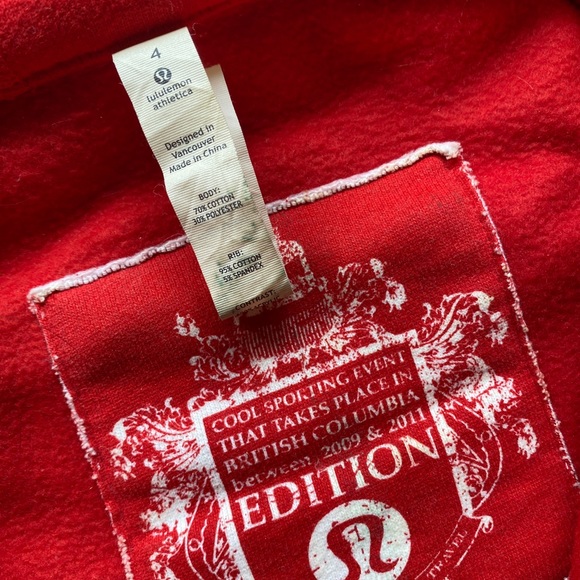 4
lululemon
athletica
Designed in
Vancouver
Made in China
BODY:
70% COTTON
30% POLYESTER
RIB:
95% COTTON
5% SPANDEX
CONTRAST
COOL SPORTING EVENT
THAT TAKES PLACE IN
BRITISH COLUMBIA
between 2009 & 2011
EDITION
TRAVEL